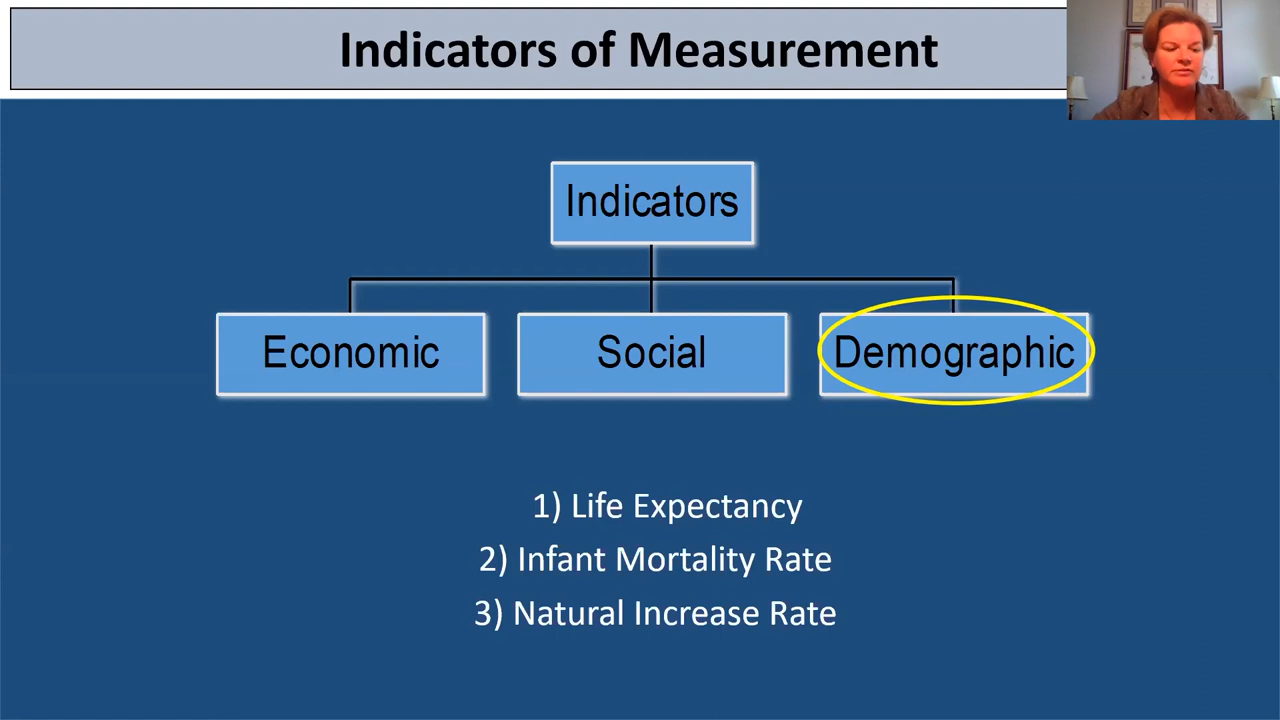 Indicators of Measurement
Indicators
Economic
Social
Demographic
1) Life Expectancy
2) Infant Mortality Rate
3) Natural Increase Rate